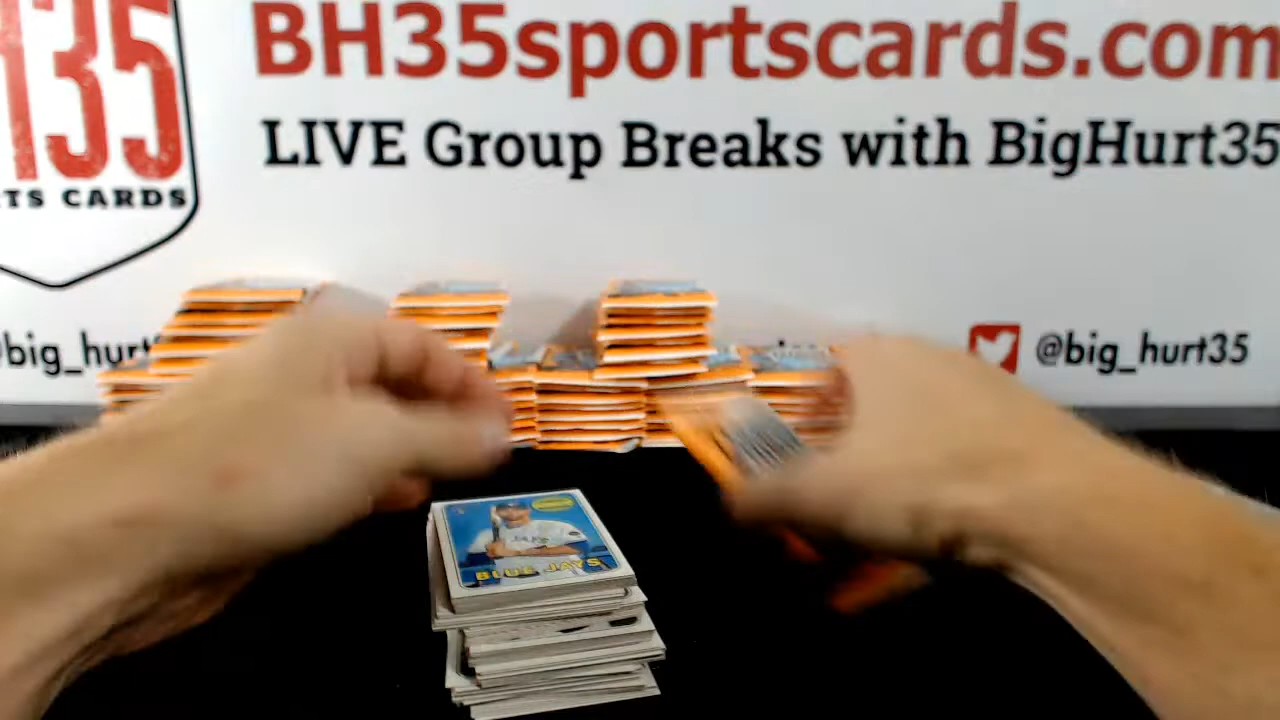 BH35sportscards.com
135
LIVE Group Breaks with BigHurt35
TS CARDS
@big_hurt35
BLUE JAYS